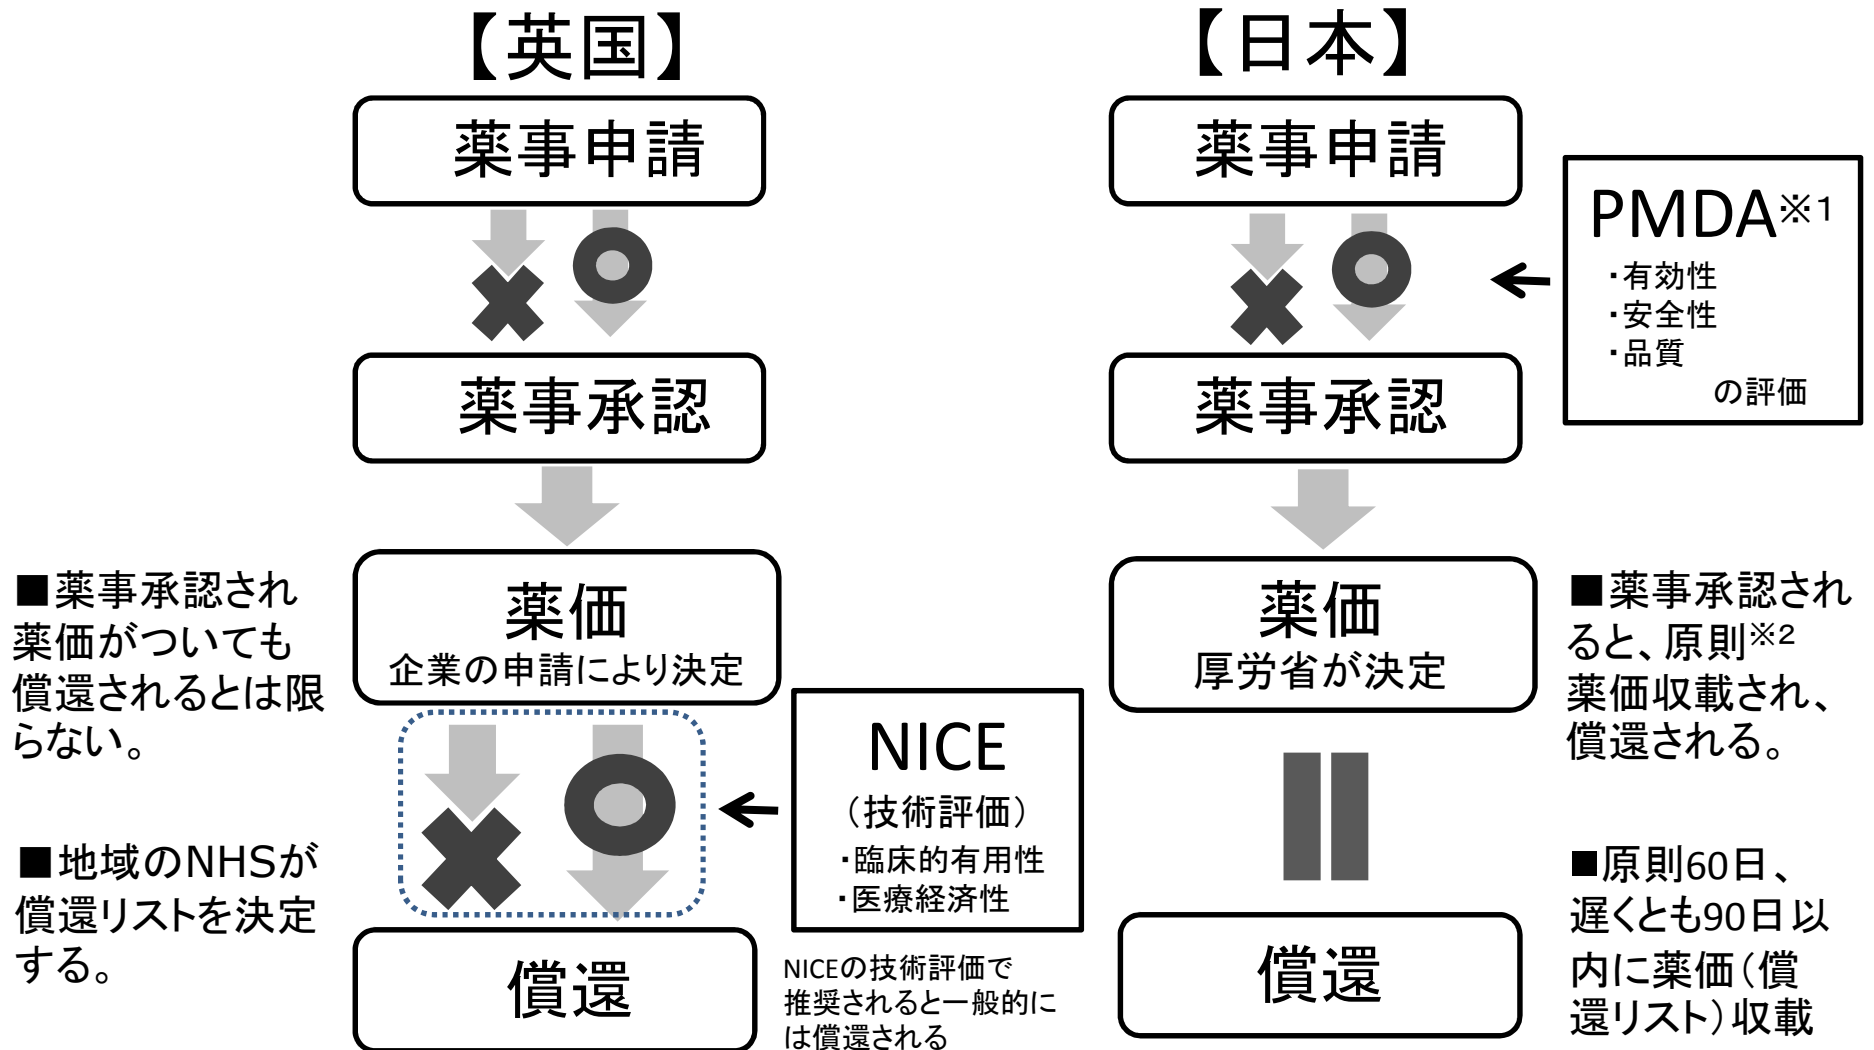 【英国】
薬事申請
薬事承認
薬価
企業の申請により決定
償還
■薬事承認され
薬価がついても
償還されるとは限
らない。
■地域のNHSが
償還リストを決定
する。
NICE
（技術評価）
・臨床的有用性
・医療経済性
NICEの技術評価で
推奨されると一般的に
は償還される
【日本】
薬事申請
薬事承認
薬価
厚労省が決定
償還
PMDA※1
・有効性
・安全性
・品質
の評価
■薬事承認され
ると、原則※2
薬価収載され、
償還される。
■原則60日、
遅くとも90日以
内に薬価（償
還リスト）収載